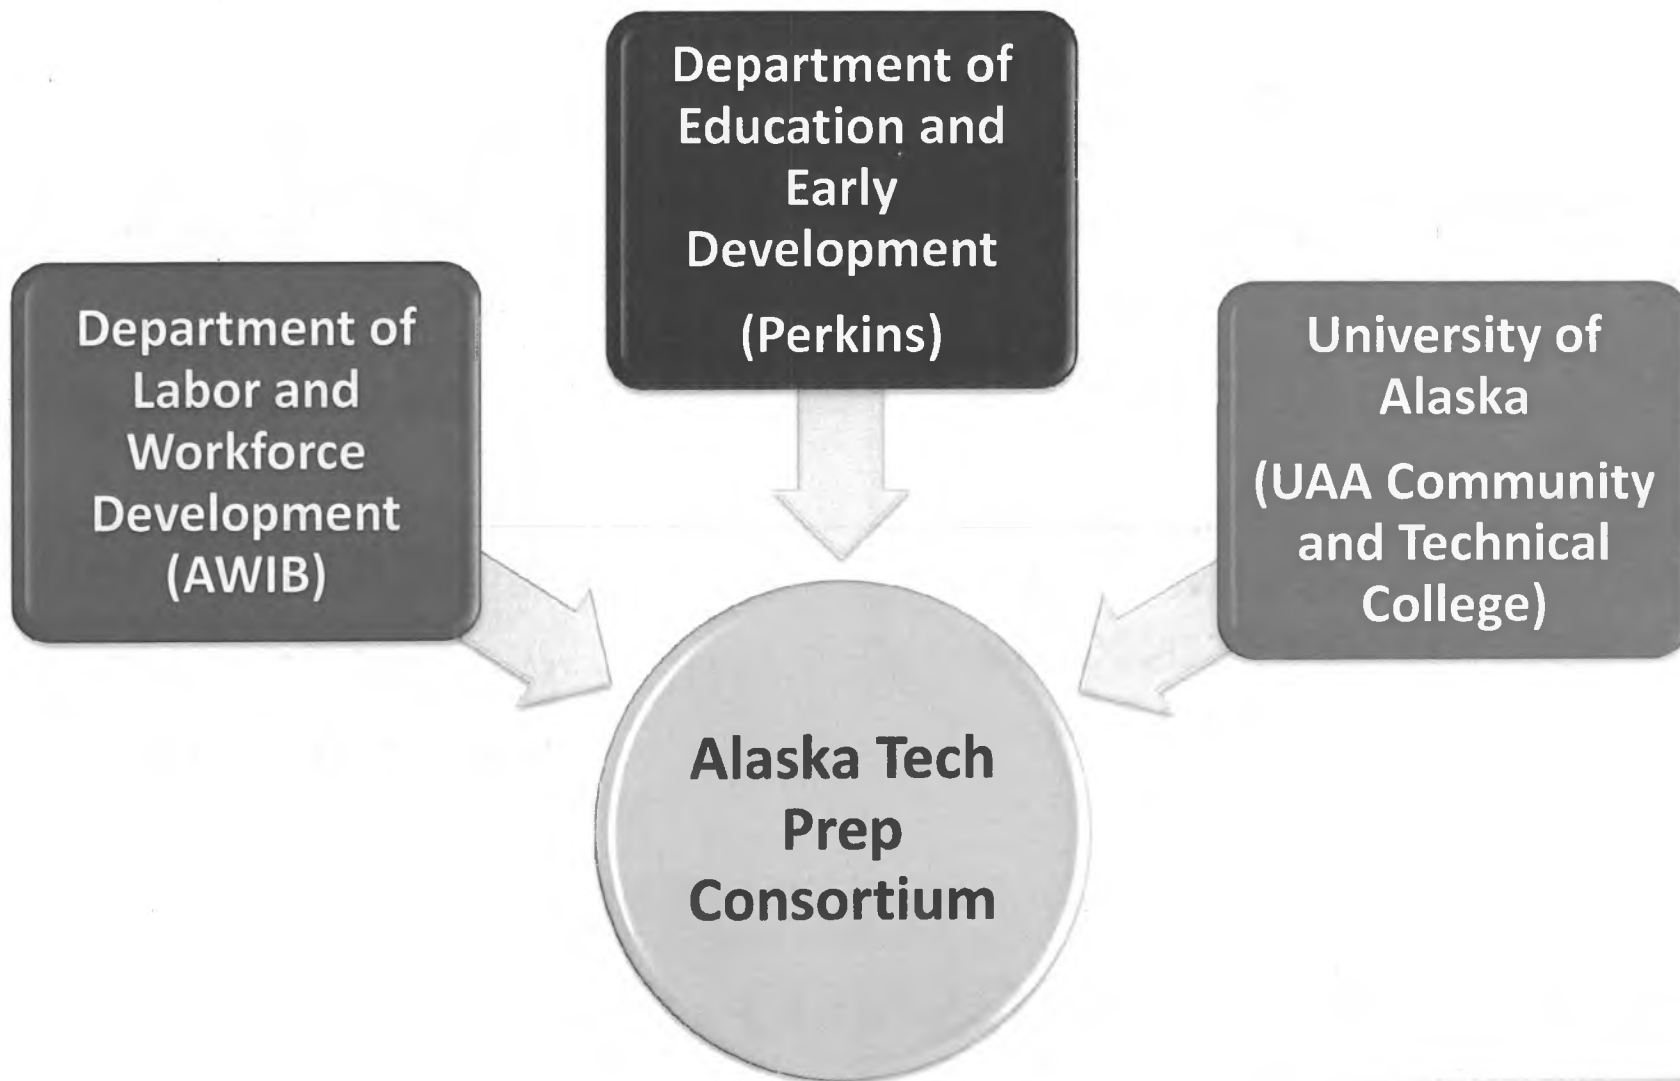 Department of
Education and
Early
Development
(Perkins)
Department of
Labor and
Workforce
Development
(AWIB)
University of
Alaska
(UAA Community
and Technical
College)
Alaska Tech
Prep
Consortium